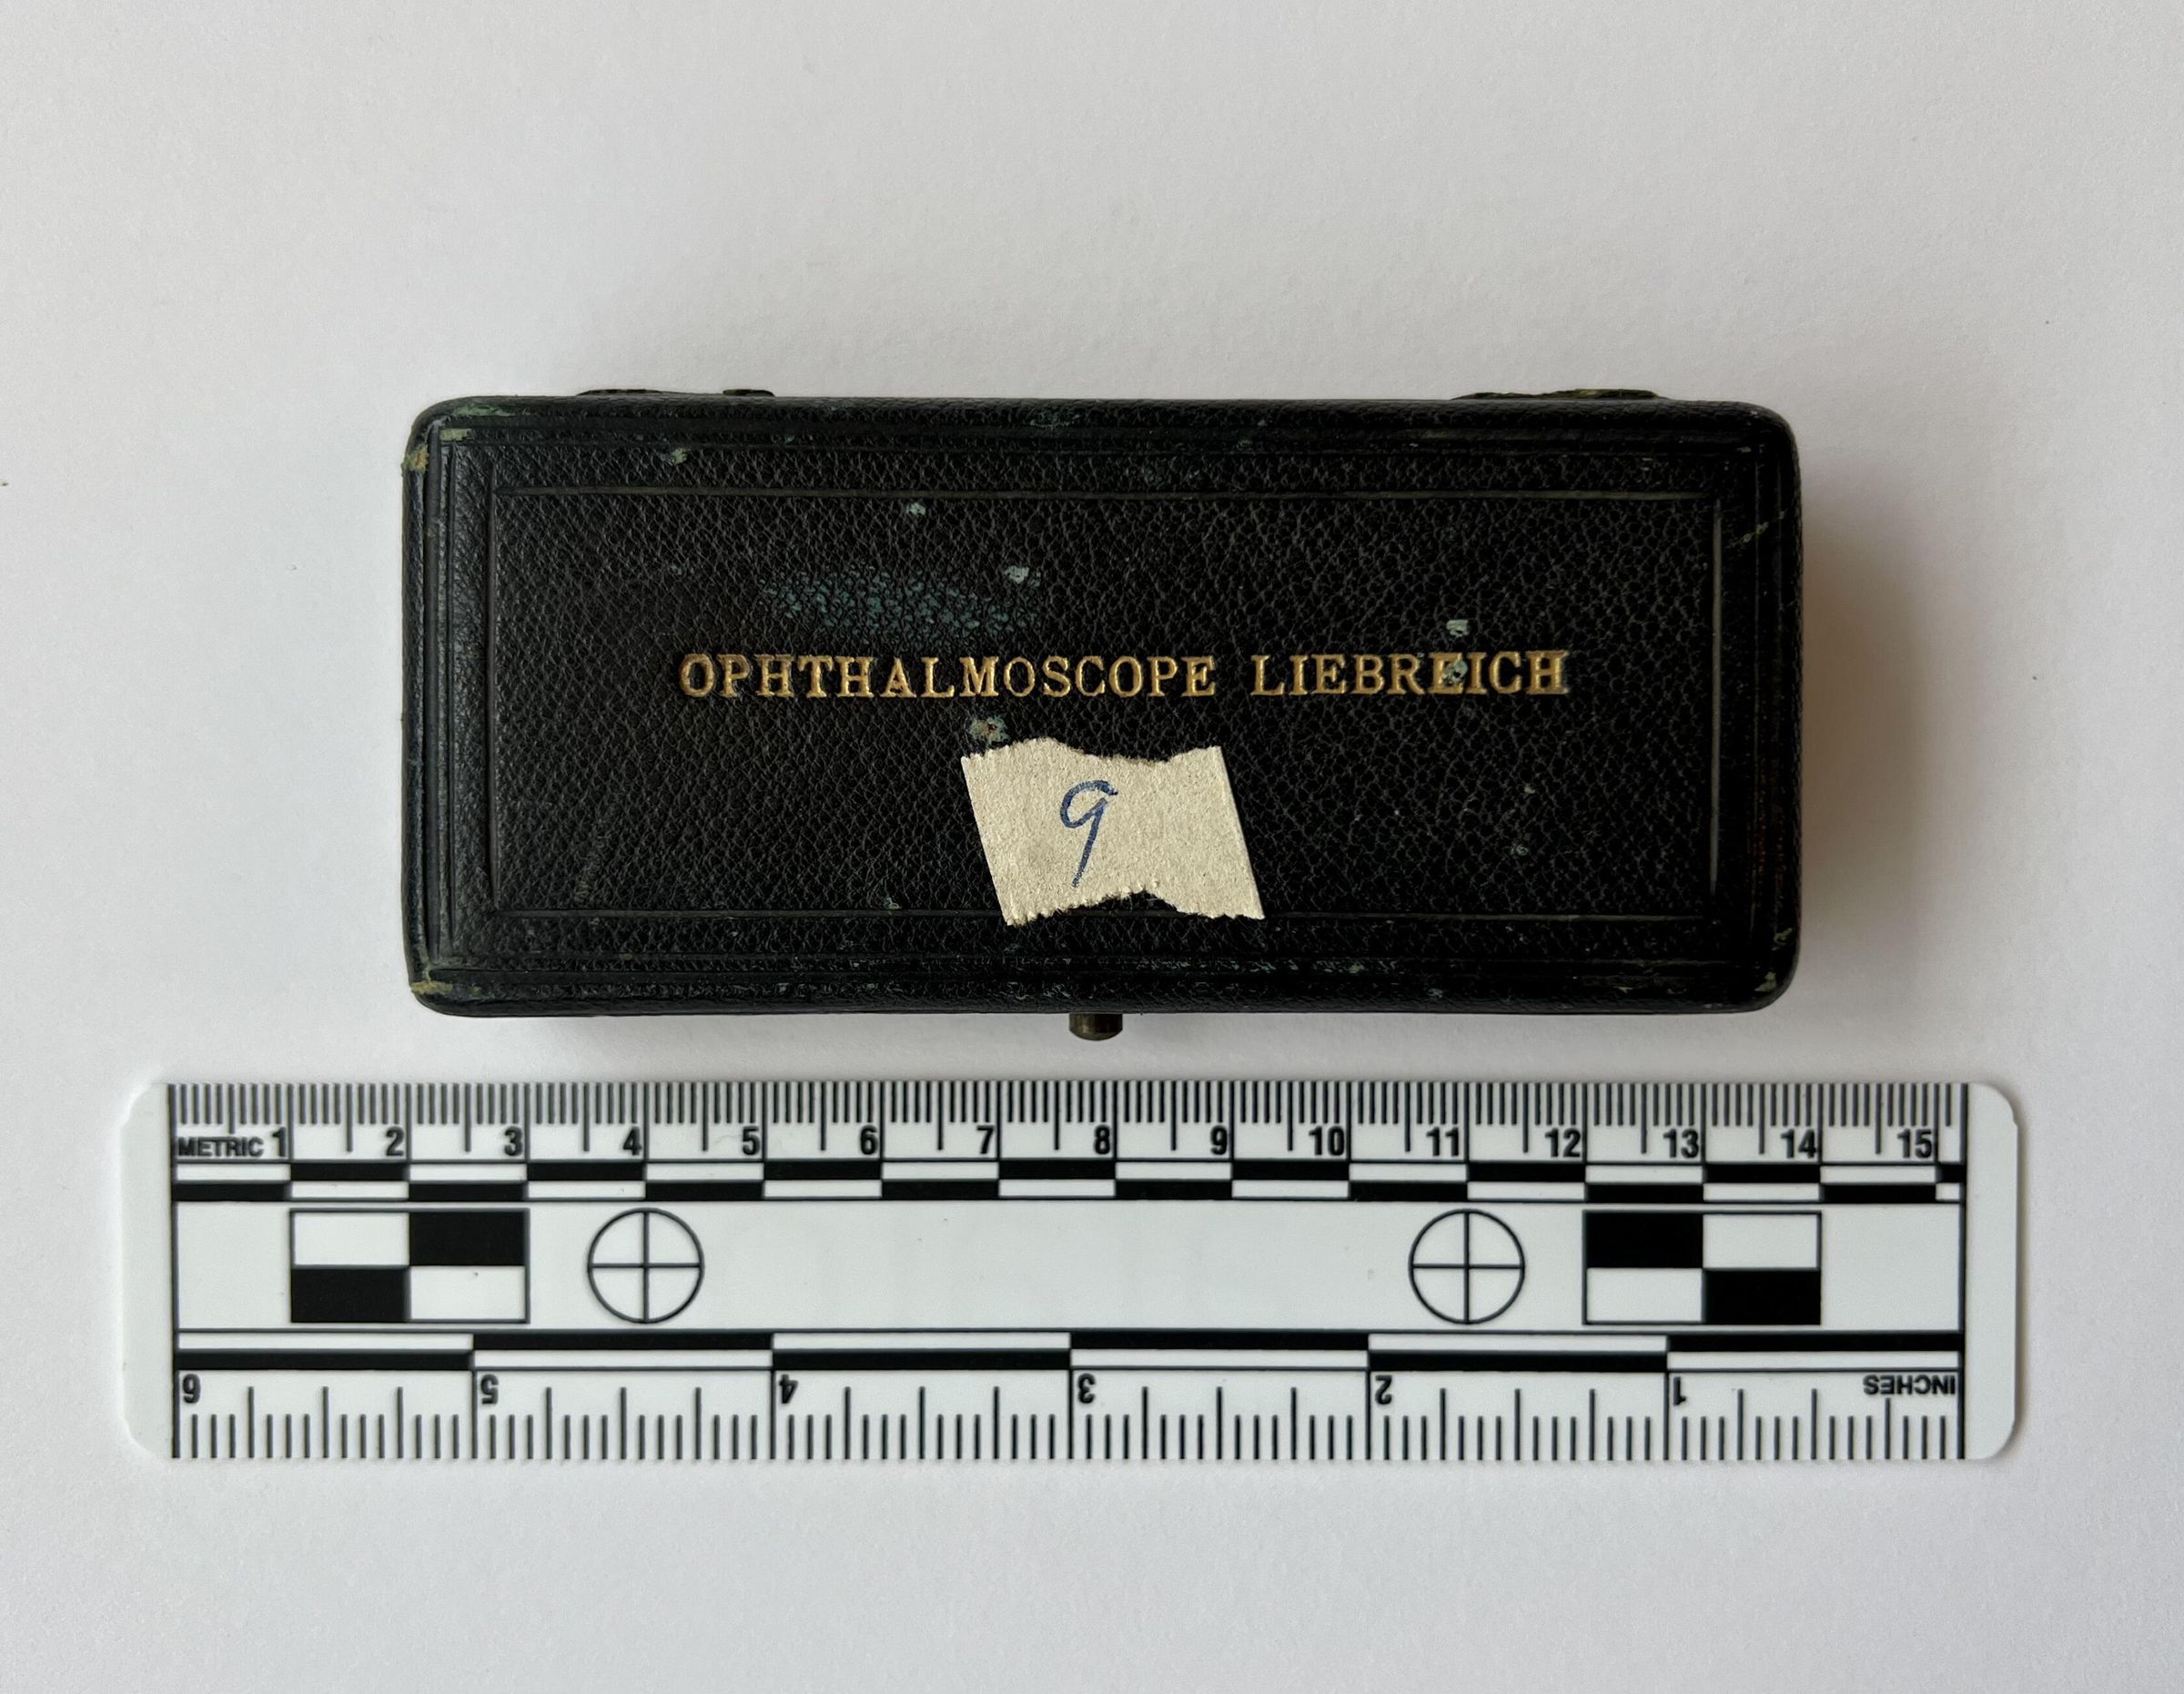 OPHTHALMOSCOPE LIEBREICH
9
METRIC 1 2 3 4 5 6 7 8 9 10 11 12 13 14 15
6 5 4 3 2 1 INCHES